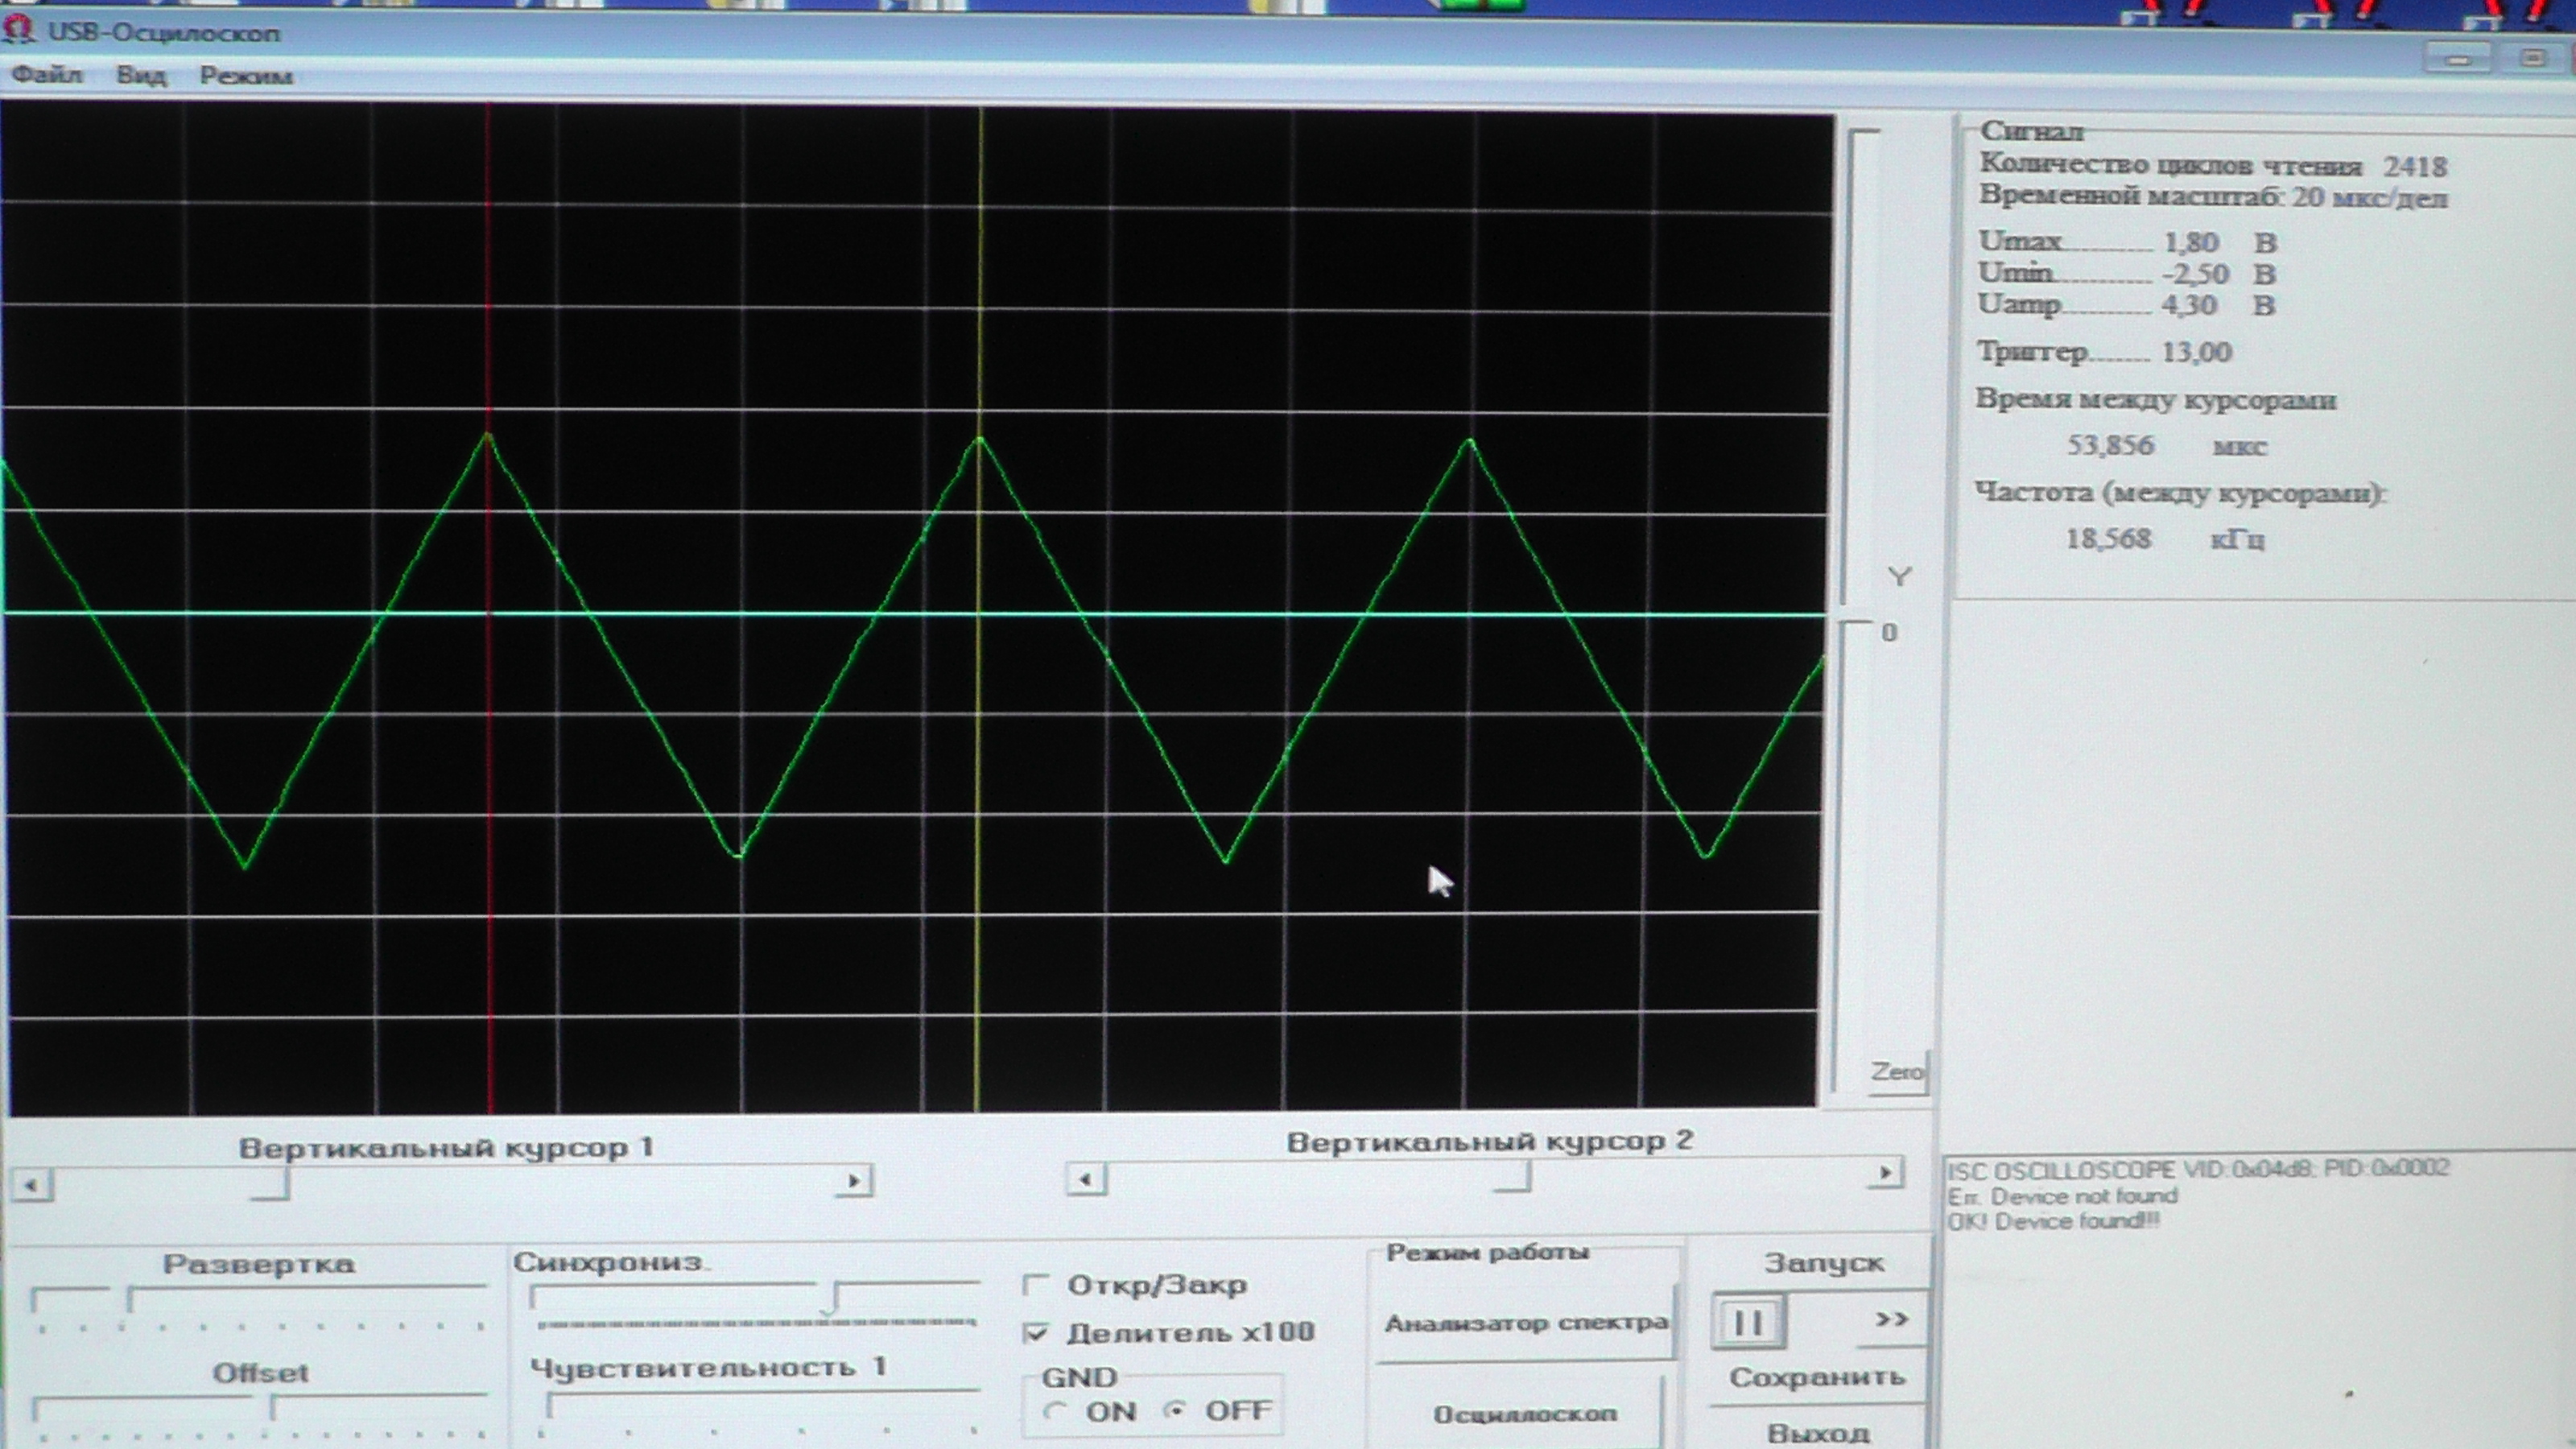 USB-Осцилоскоп
Файл Вид Режим
Сигнал
Количество циклов чтения 2418
Временной масштаб: 20 мкс/дел
Umax 1,80 В
Umin -2,50 В
Uamp 4,30 В
Триггер 13,00
Время между курсорами
53,856 мкс
Частота (между курсорами):
18,568 кГц
Y
0
Zero
Вертикальный курсор 1
Вертикальный курсор 2
ISC OSCILLOSCOPE VID:0x04d8: PID:0x0002
Err. Device not found
OK! Device found!!!
Развертка
Offset
Синхрониз.
Чувствительность 1
Откр/Закр
Делитель x100
GND
ON OFF
Режим работы
Анализатор спектра
Осциллоскоп
Запуск
>>
Сохранить
Выход